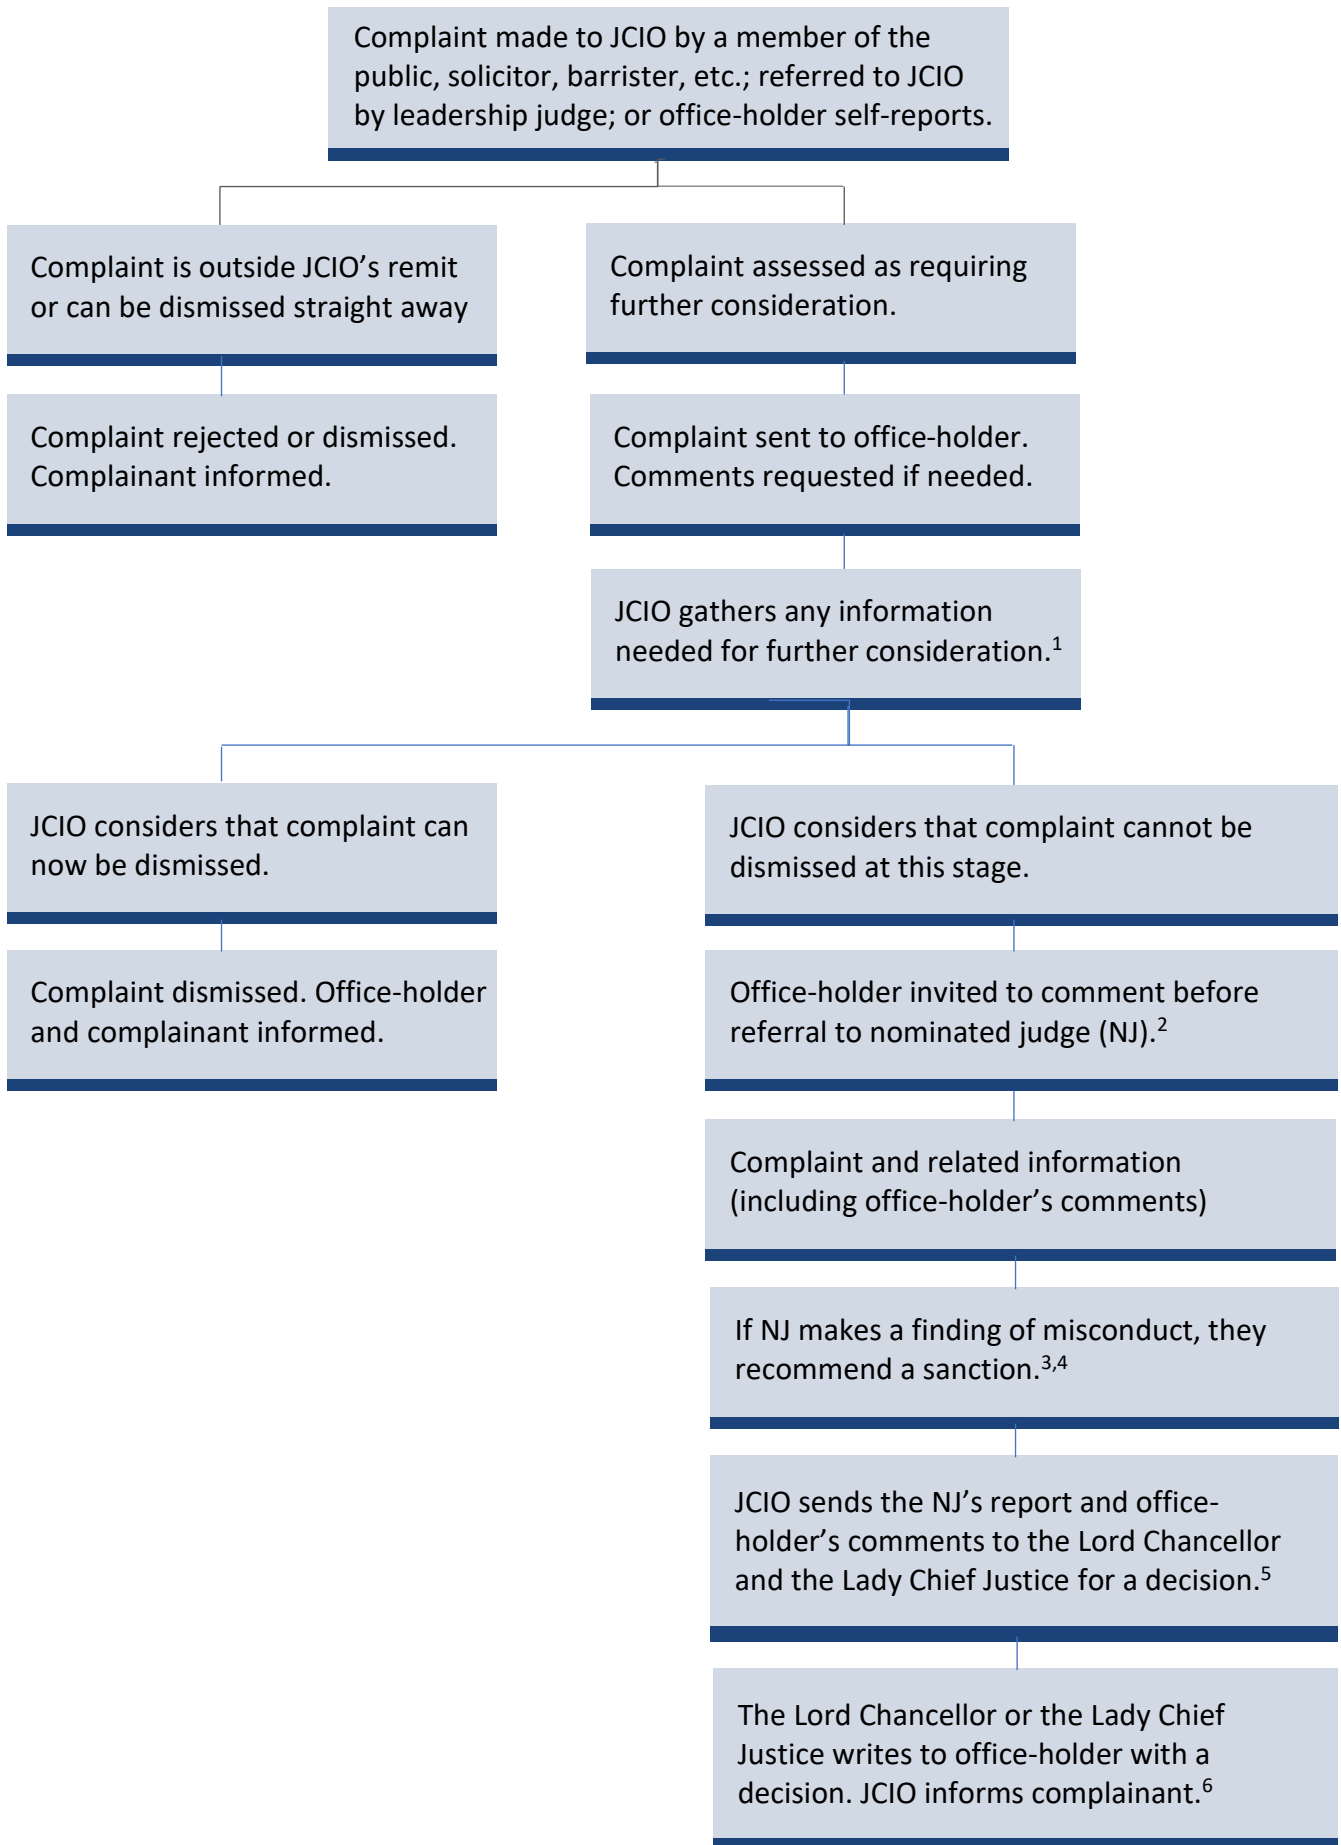 Complaint made to JCIO by a member of the
public, solicitor, barrister, etc.; referred to JCIO
by leadership judge; or office-holder self-reports.
Complaint is outside JCIO’s remit
or can be dismissed straight away
Complaint assessed as requiring
further consideration.
Complaint rejected or dismissed.
Complainant informed.
Complaint sent to office-holder.
Comments requested if needed.
JCIO gathers any information
needed for further consideration.1
JCIO considers that complaint can
now be dismissed.
JCIO considers that complaint cannot be
dismissed at this stage.
Complaint dismissed. Office-holder
and complainant informed.
Office-holder invited to comment before
referral to nominated judge (NJ).2
Complaint and related information
(including office-holder’s comments)
If NJ makes a finding of misconduct, they
recommend a sanction.3,4
JCIO sends the NJ’s report and office-
holder’s comments to the Lord Chancellor
and the Lady Chief Justice for a decision.5
The Lord Chancellor or the Lady Chief
Justice writes to office-holder with a
decision. JCIO informs complainant.6